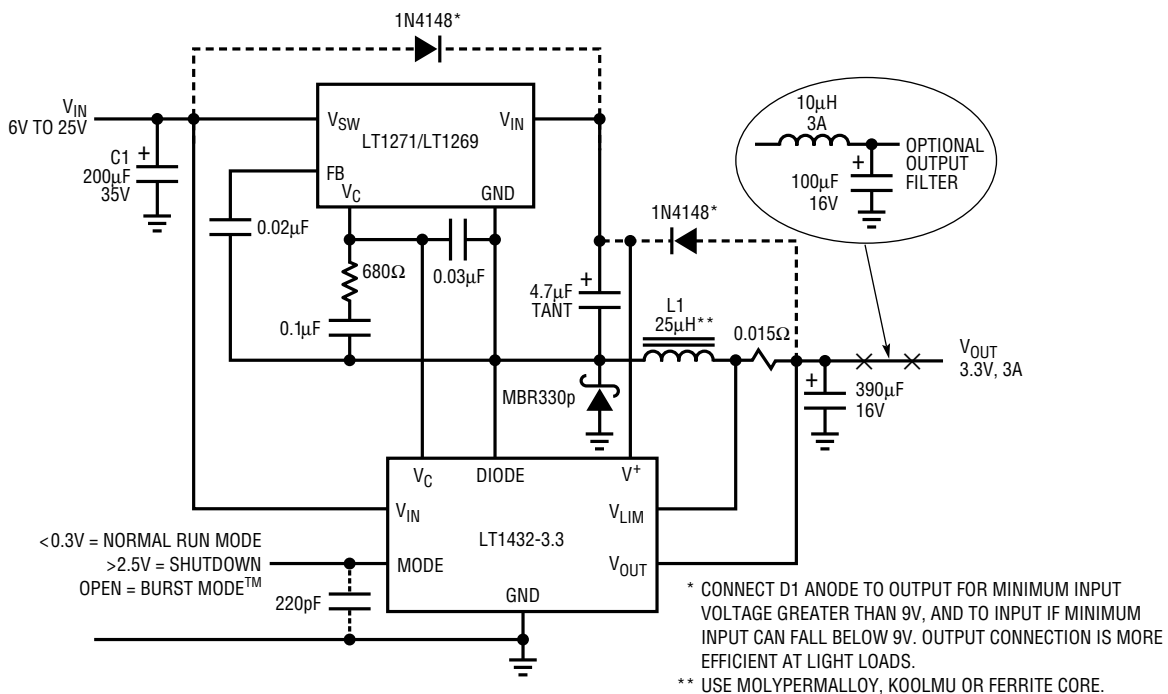 1N4148*
V_IN
6V TO 25V
C1
200µF
35V
+
V_SW
V_IN
LT1271/LT1269
FB
V_C
GND
0.02µF
680Ω
0.03µF
0.1µF
1N4148*
+
4.7µF
TANT
L1
25µH**
0.015Ω
10µH
3A
+
100µF
16V
OPTIONAL
OUTPUT
FILTER
V_OUT
3.3V, 3A
+
390µF
16V
MBR330p
V_C
DIODE
V+
V_IN
V_LIM
LT1432-3.3
MODE
V_OUT
GND
<0.3V = NORMAL RUN MODE
>2.5V = SHUTDOWN
OPEN = BURST MODE™
220pF
* CONNECT D1 ANODE TO OUTPUT FOR MINIMUM INPUT
VOLTAGE GREATER THAN 9V, AND TO INPUT IF MINIMUM
INPUT CAN FALL BELOW 9V. OUTPUT CONNECTION IS MORE
EFFICIENT AT LIGHT LOADS.
** USE MOLYPERMALLOY, KOOLMU OR FERRITE CORE.